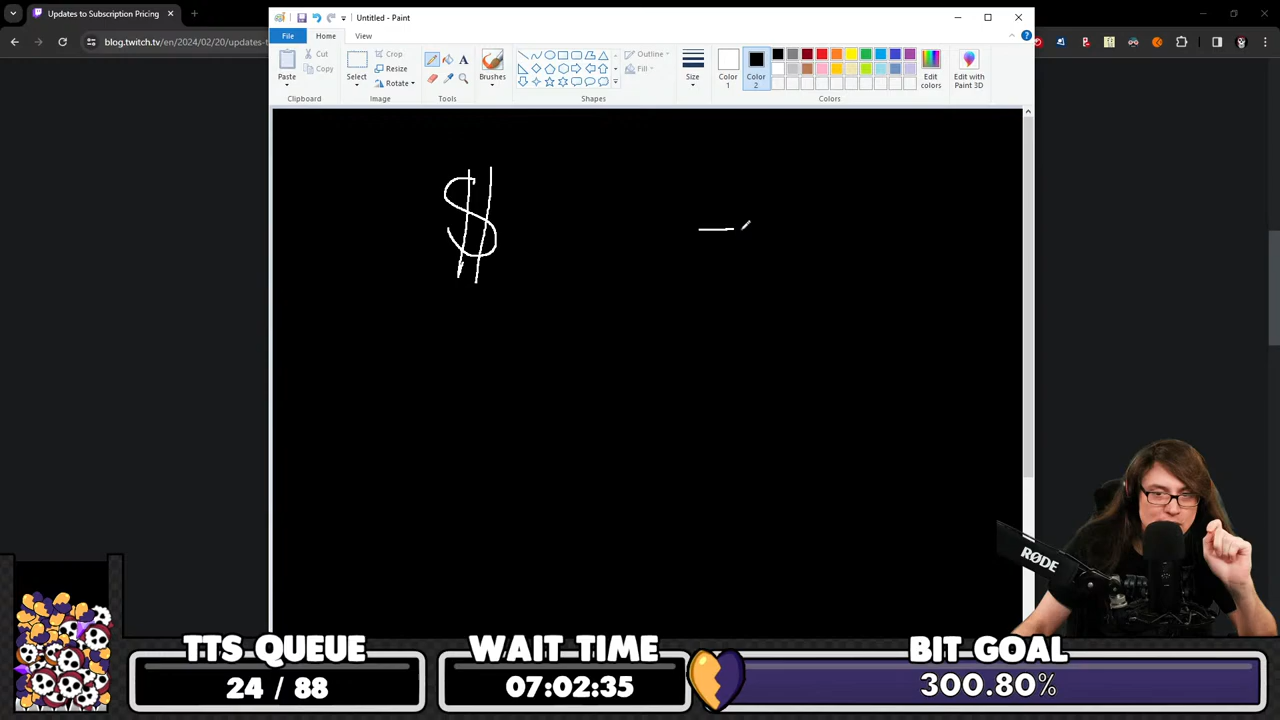 Updates to Subscription Pricing
Untitled - Paint
blog.twitch.tv/en/2024/02/20/updates-
File Home View
Paste
Cut
Copy
Clipboard
Select
Crop
Resize
Rotate
Image
A
Tools
Brushes
Shapes
Outline
Fill
Size
Color 1
Color 2
Edit colors
Edit with Paint 3D
Colors
$
RØDE
TTS QUEUE
24 / 88
WAIT TIME
07:02:35
BIT GOAL
300.80%